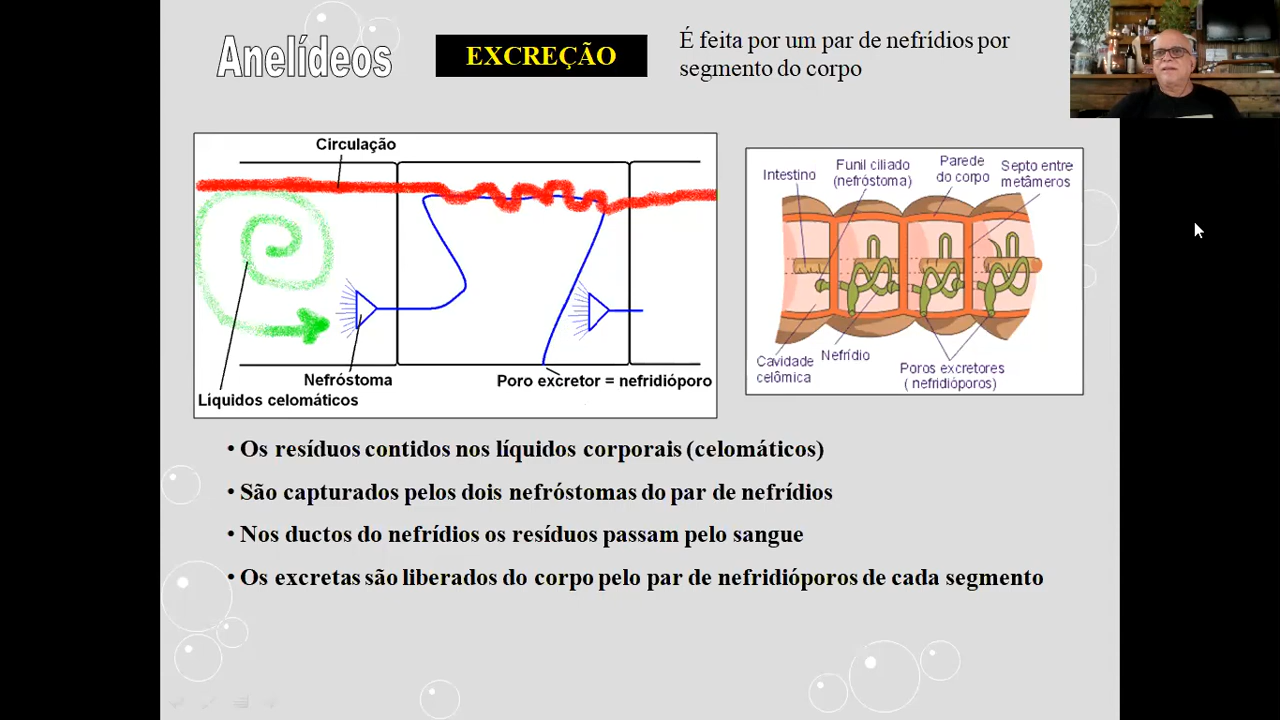 Anelídeos
EXCREÇÃO
É feita por um par de nefrídios por
segmento do corpo
Circulação
Nefróstoma
Poro excretor = nefridióporo
Líquidos celomáticos
Intestino
Funil ciliado
(nefróstoma)
Parede
do corpo
Septo entre
metâmeros
Cavidade
celômica
Nefrídio
Poros excretores
( nefridióporos)
• Os resíduos contidos nos líquidos corporais (celomáticos)
• São capturados pelos dois nefróstomas do par de nefrídios
• Nos ductos do nefrídios os resíduos passam pelo sangue
• Os excretas são liberados do corpo pelo par de nefridióporos de cada segmento